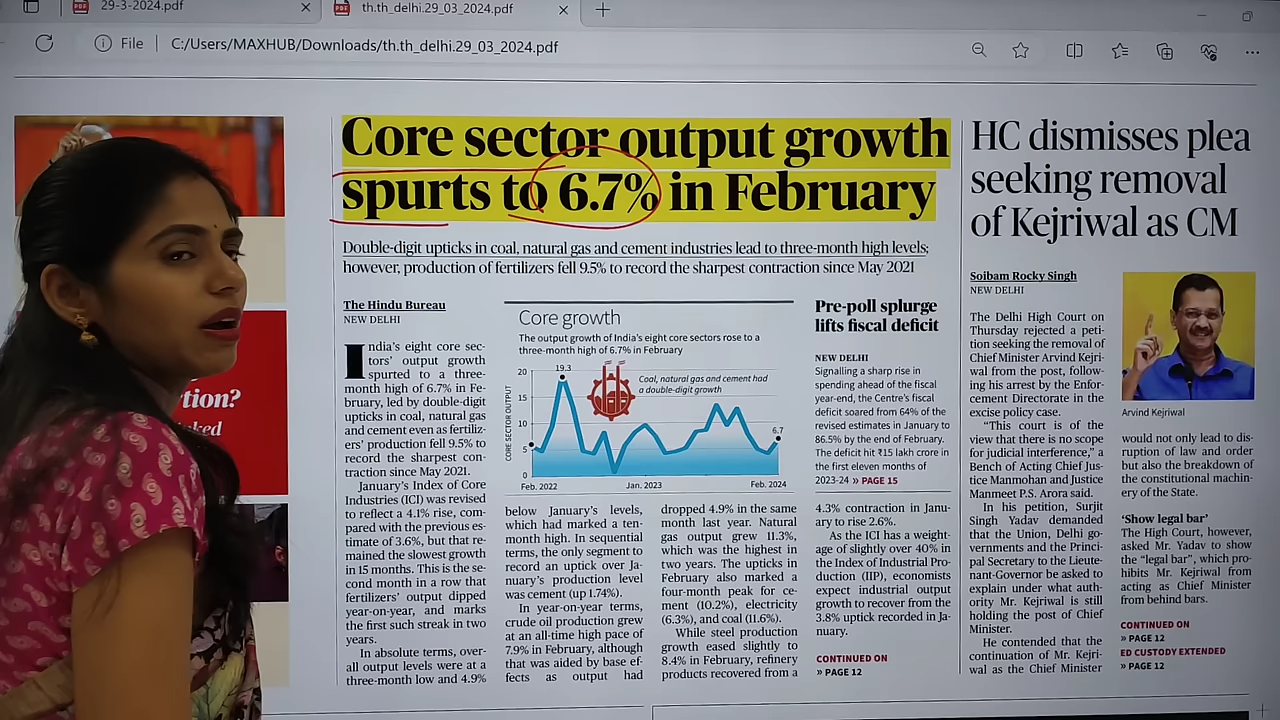 29-3-2024.pdf
th.th_delhi.29_03_2024.pdf
File
C:/Users/MAXHUB/Downloads/th.th_delhi.29_03_2024.pdf
tion?
ked
Core sector output growth
spurts to 6.7% in February
Double-digit upticks in coal, natural gas and cement industries lead to three-month high levels;
however, production of fertilizers fell 9.5% to record the sharpest contraction since May 2021
The Hindu Bureau
NEW DELHI
India's eight core sec-
tors' output growth
spurted to a three-
month high of 6.7% in Fe-
bruary, led by double-digit
upticks in coal, natural gas
and cement even as fertiliz-
ers' production fell 9.5% to
record the sharpest con-
traction since May 2021.
January's Index of Core
Industries (ICI) was revised
to reflect a 4.1% rise, com-
pared with the previous es-
timate of 3.6%, but that re-
mained the slowest growth
in 15 months. This is the se-
cond month in a row that
fertilizers' output dipped
year-on-year, and marks
the first such streak in two
years.
In absolute terms, over-
all output levels were at a
three-month low and 4.9%
Core growth
The output growth of India's eight core sectors rose to a
three-month high of 6.7% in February
20
15
10
5
0
CORE SECTOR OUTPUT
19.3
Coal, natural gas and cement had
a double-digit growth
6.7
Feb. 2022
Jan. 2023
Feb. 2024
below January's levels,
which had marked a ten-
month high. In sequential
terms, the only segment to
record an uptick over Ja-
nuary's production level
was cement (up 1.74%).
In year-on-year terms,
crude oil production grew
at an all-time high pace of
7.9% in February, although
that was aided by base ef-
fects as output had
dropped 4.9% in the same
month last year. Natural
gas output grew 11.3%,
which was the highest in
two years. The upticks in
February also marked a
four-month peak for ce-
ment (10.2%), electricity
(6.3%), and coal (11.6%).
While steel production
growth eased slightly to
8.4% in February, refinery
products recovered from a
Pre-poll splurge
lifts fiscal deficit
NEW DELHI
Signalling a sharp rise in
spending ahead of the fiscal
year-end, the Centre's fiscal
deficit soared from 64% of the
revised estimates in January to
86.5% by the end of February.
The deficit hit ₹15 lakh crore in
the first eleven months of
2023-24 » PAGE 15
4.3% contraction in Janu-
ary to rise 2.6%.
As the ICI has a weight-
age of slightly over 40% in
the Index of Industrial Pro-
duction (IIP), economists
expect industrial output
growth to recover from the
3.8% uptick recorded in Ja-
nuary.
CONTINUED ON
» PAGE 12
HC dismisses plea
seeking removal
of Kejriwal as CM
Soibam Rocky Singh
NEW DELHI
The Delhi High Court on
Thursday rejected a peti-
tion seeking the removal of
Chief Minister Arvind Kejri-
wal from the post, follow-
ing his arrest by the Enfor-
cement Directorate in the
excise policy case.
"This court is of the
view that there is no scope
for judicial interference," a
Bench of Acting Chief Jus-
tice Manmohan and Justice
Manmeet P.S. Arora said.
In his petition, Surjit
Singh Yadav demanded
that the Union, Delhi go-
vernments and the Princi-
pal Secretary to the Lieute-
nant-Governor be asked to
explain under what auth-
ority Mr. Kejriwal is still
holding the post of Chief
Minister.
He contended that the
continuation of Mr. Kejri-
wal as the Chief Minister
Arvind Kejriwal
would not only lead to dis-
ruption of law and order
but also the breakdown of
the constitutional machin-
ery of the State.
'Show legal bar'
The High Court, however,
asked Mr. Yadav to show
the "legal bar", which pro-
hibits Mr. Kejriwal from
acting as Chief Minister
from behind bars.
CONTINUED ON
» PAGE 12
ED CUSTODY EXTENDED
» PAGE 12